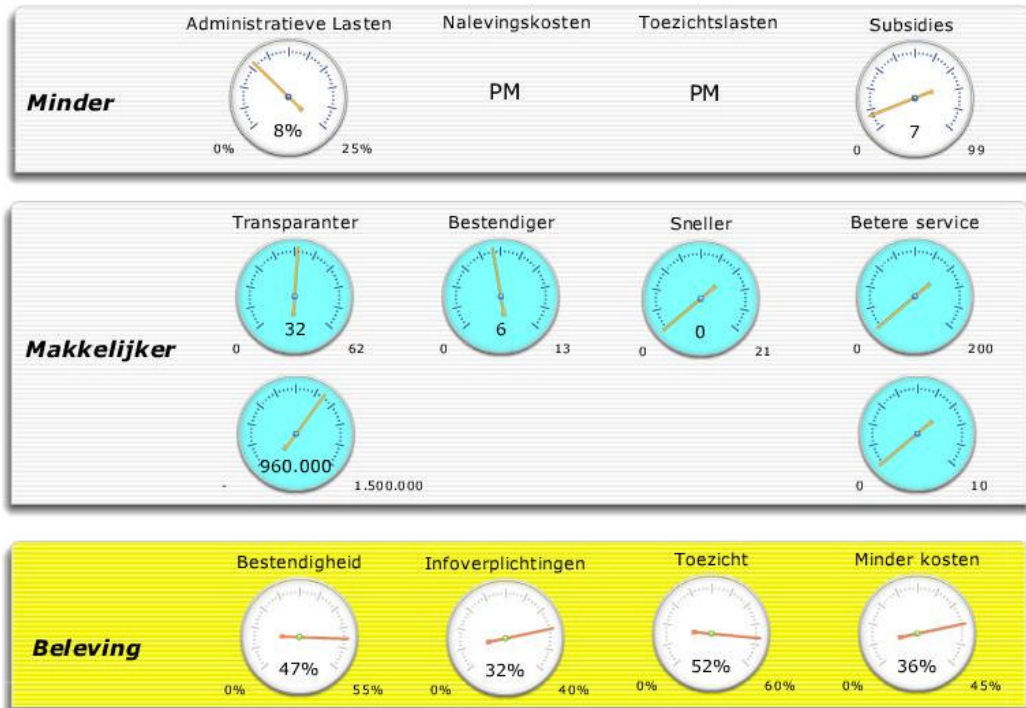 Administratieve Lasten Nalevingskosten Toezichtslasten Subsidies
Minder
PM PM
8% 7
0% 25% 0 99
Transparanter Bestendiger Sneller Betere service
32 6 0
Makkelijker
0 62 0 13 0 21 0 200
960.000
- 1.500.000 0 10
Bestendigheid Infoverplichtingen Toezicht Minder kosten
Beleving
47% 32% 52% 36%
0% 55% 0% 40% 0% 60% 0% 45%